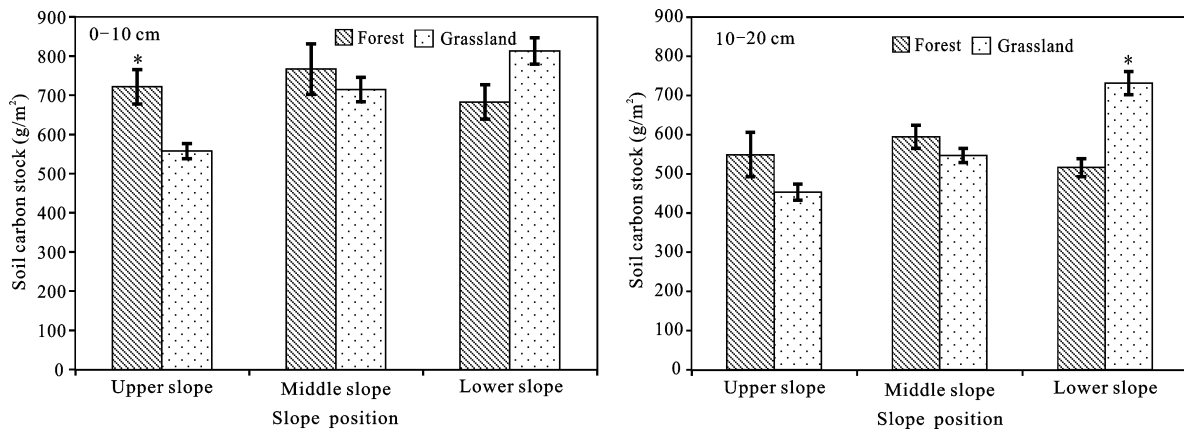 900
800
700
600
500
400
300
200
100
0
Soil carbon stock (g/m²)
0−10 cm
Forest
Grassland
*
Upper slope
Middle slope
Lower slope
Slope position
900
800
700
600
500
400
300
200
100
0
Soil carbon stock (g/m²)
10−20 cm
Forest
Grassland
*
Upper slope
Middle slope
Lower slope
Slope position